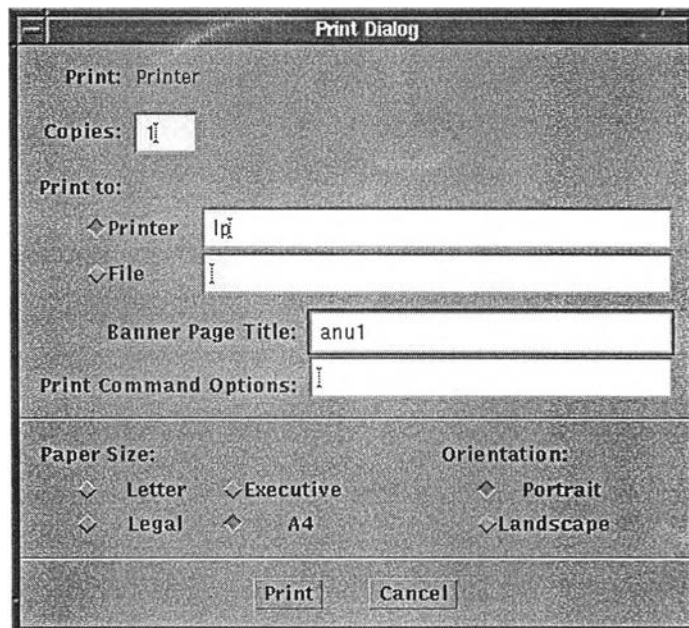 Print Dialog
Print: Printer
Copies: 1
Print to:
Printer lp
File
Banner Page Title: anu1
Print Command Options:
Paper Size: Orientation:
Letter Executive Portrait
Legal A4 Landscape
Print Cancel